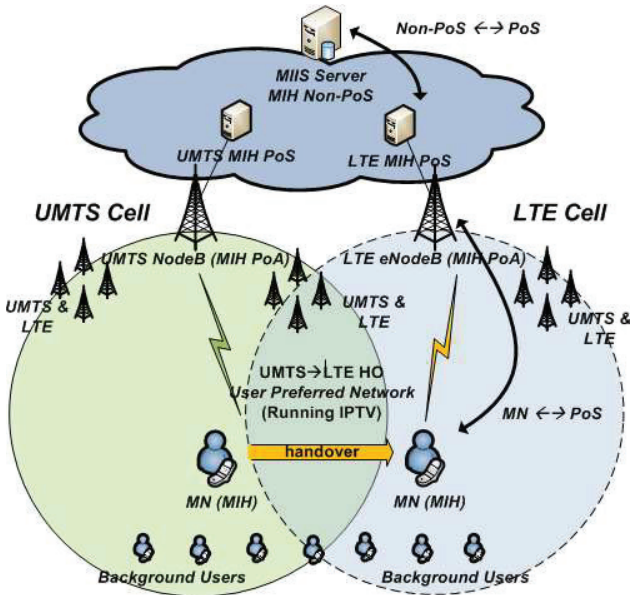 Non-PoS ←→ PoS
MIIS Server
MIH Non-PoS
UMTS MIH PoS
LTE MIH PoS
UMTS Cell
LTE Cell
UMTS NodeB (MIH PoA)
LTE eNodeB (MIH PoA)
UMTS &
LTE
UMTS &
LTE
UMTS &
LTE
UMTS→LTE HO
User Preferred Network
(Running IPTV)
MN ←→ PoS
handover
MN (MIH)
MN (MIH)
Background Users
Background Users